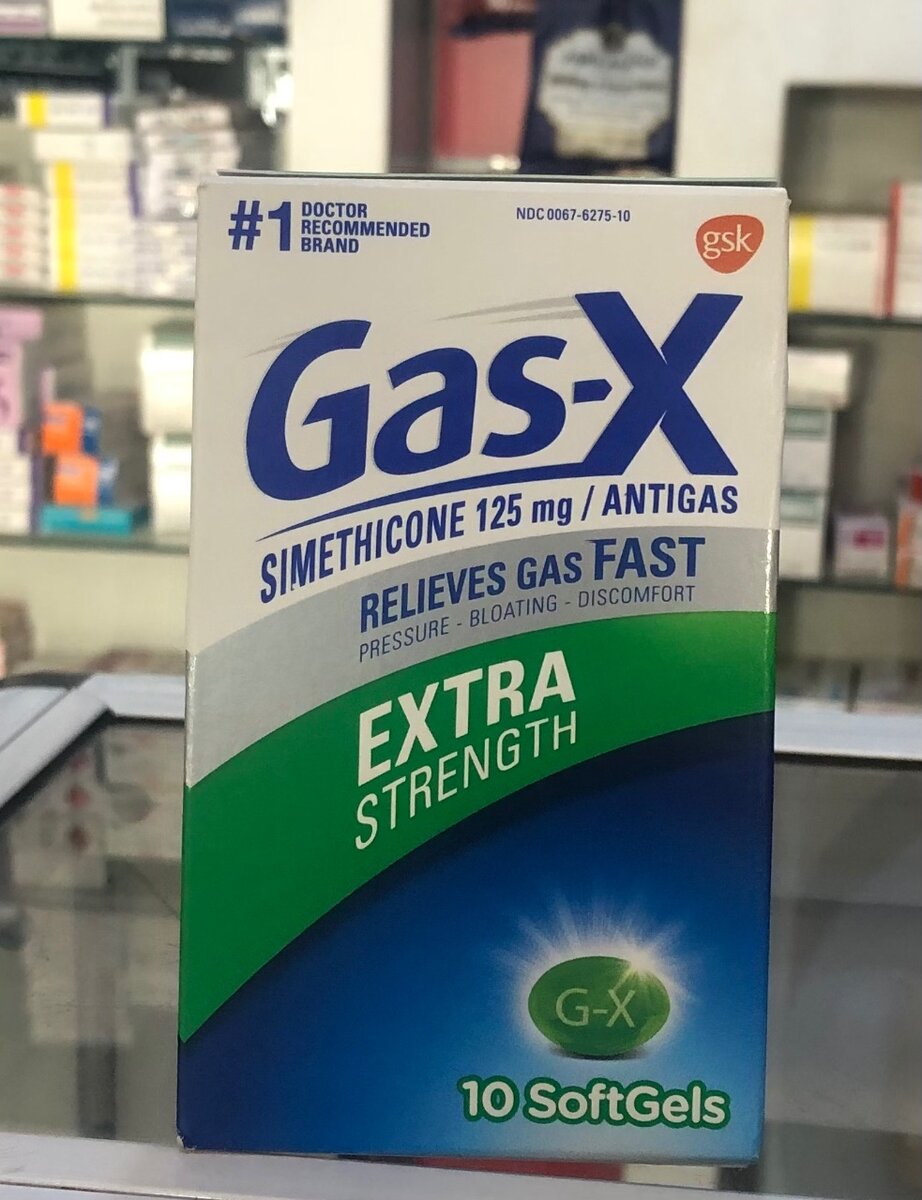 #1 DOCTOR
RECOMMENDED
BRAND
NDC 0067-6275-10
gsk
Gas-X
SIMETHICONE 125 mg / ANTIGAS
RELIEVES GAS FAST
PRESSURE - BLOATING - DISCOMFORT
EXTRA
STRENGTH
G-X
10 SoftGels